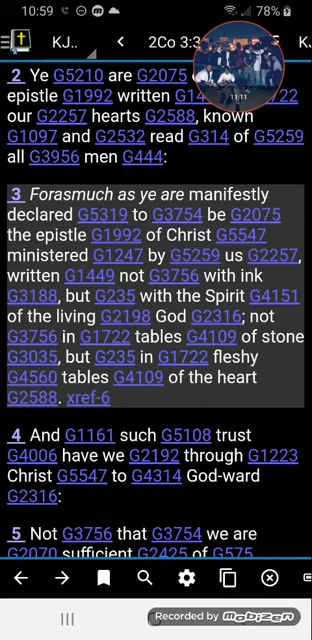 10:59 78%
KJ.. 2Co 3:3 KJ
2 Ye G5210 are G2075
epistle G1992 written G14 1722
our G2257 hearts G2588, known
G1097 and G2532 read G314 of G5259
all G3956 men G444:
11:11
3 Forasmuch as ye are manifestly
declared G5319 to G3754 be G2075
the epistle G1992 of Christ G5547
ministered G1247 by G5259 us G2257,
written G1449 not G3756 with ink
G3188, but G235 with the Spirit G4151
of the living G2198 God G2316; not
G3756 in G1722 tables G4109 of stone
G3035, but G235 in G1722 fleshy
G4560 tables G4109 of the heart
G2588. xref-6
4 And G1161 such G5108 trust
G4006 have we G2192 through G1223
Christ G5547 to G4314 God-ward
G2316:
5 Not G3756 that G3754 we are
G2070 sufficient G2425 of G575
Recorded by MOBIZEN